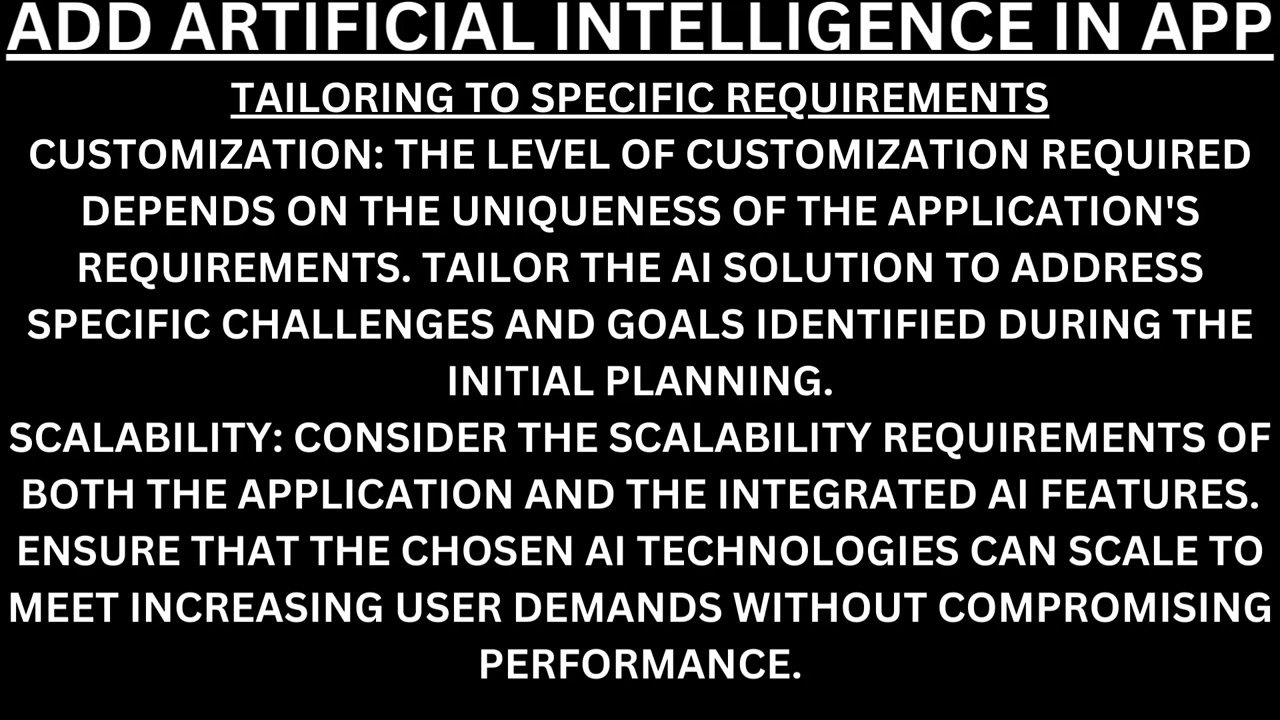 ADD ARTIFICIAL INTELLIGENCE IN APP
TAILORING TO SPECIFIC REQUIREMENTS
CUSTOMIZATION: THE LEVEL OF CUSTOMIZATION REQUIRED
DEPENDS ON THE UNIQUENESS OF THE APPLICATION'S
REQUIREMENTS. TAILOR THE AI SOLUTION TO ADDRESS
SPECIFIC CHALLENGES AND GOALS IDENTIFIED DURING THE
INITIAL PLANNING.
SCALABILITY: CONSIDER THE SCALABILITY REQUIREMENTS OF
BOTH THE APPLICATION AND THE INTEGRATED AI FEATURES.
ENSURE THAT THE CHOSEN AI TECHNOLOGIES CAN SCALE TO
MEET INCREASING USER DEMANDS WITHOUT COMPROMISING
PERFORMANCE.